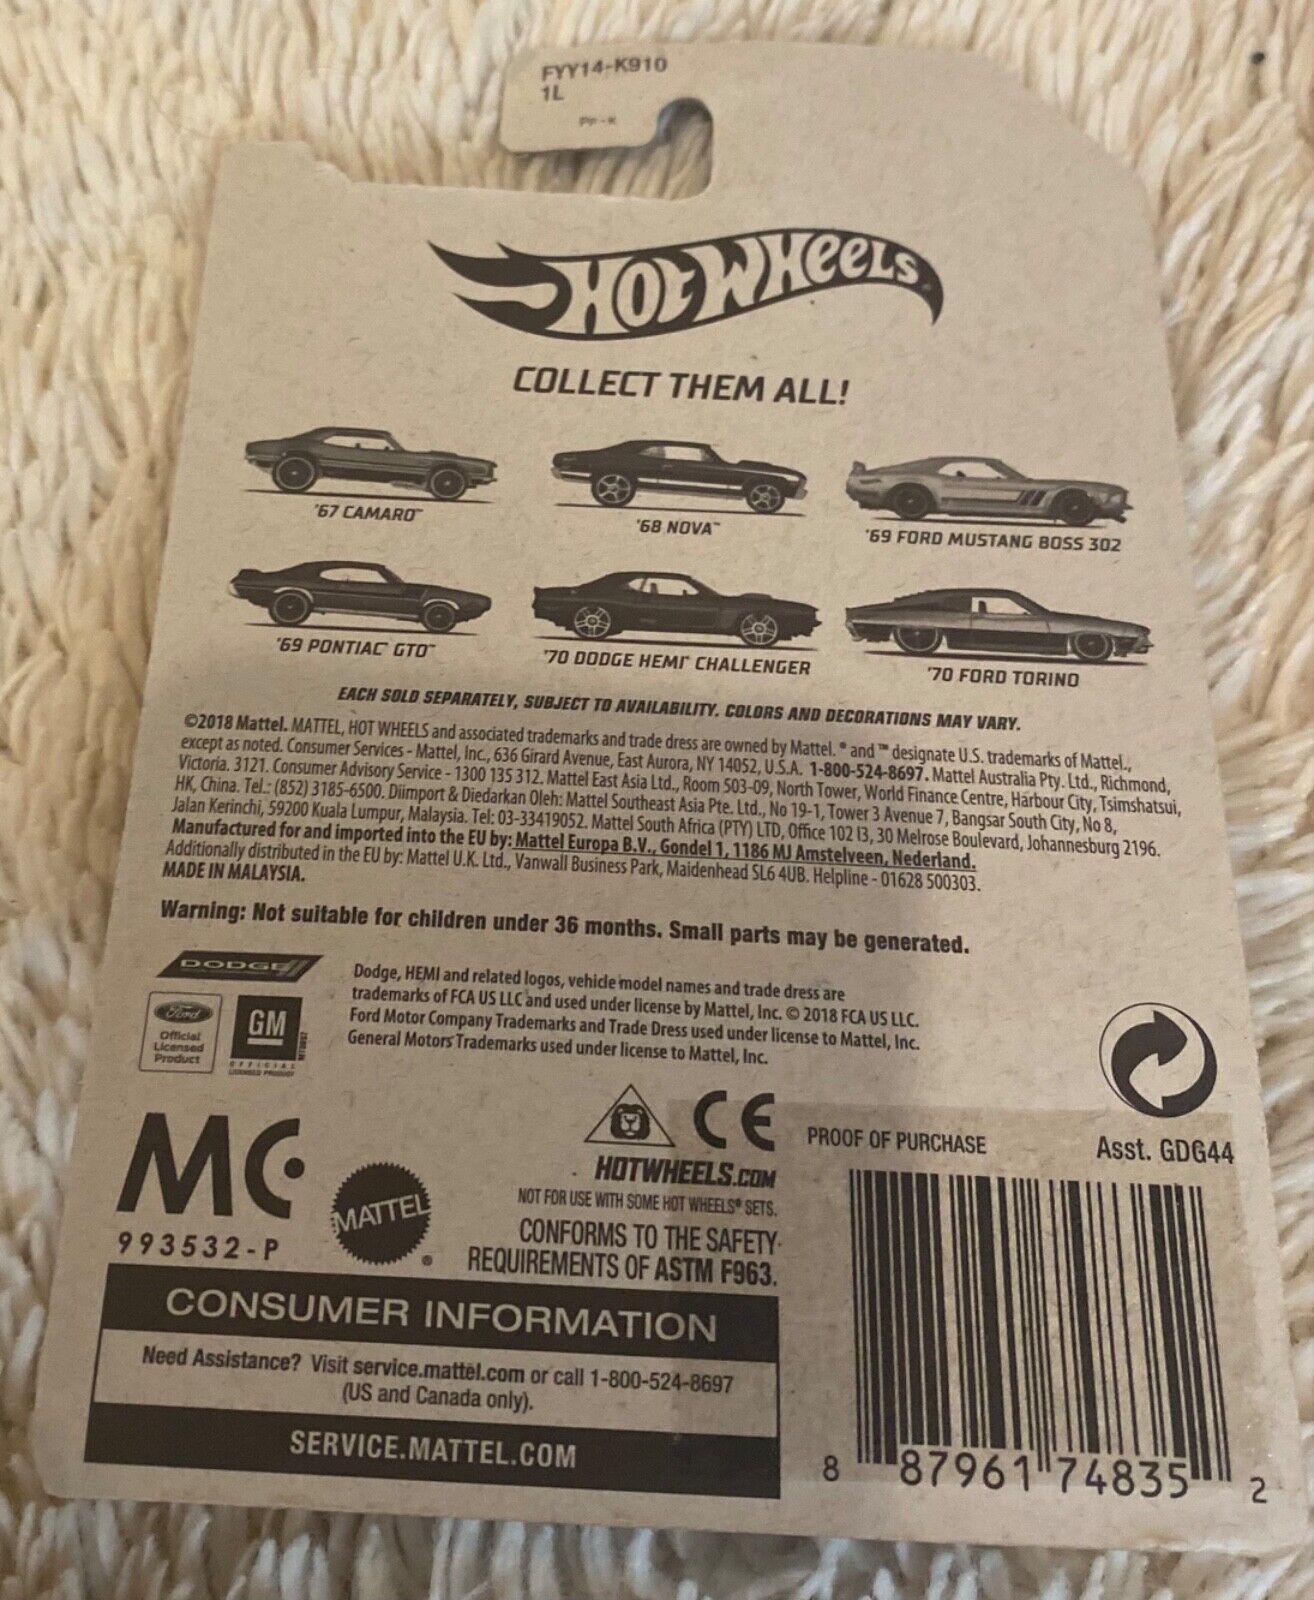 FYY14-K910
1L
HOT WHEELS
COLLECT THEM ALL!
'67 CAMARO™
'68 NOVA™
'69 FORD MUSTANG BOSS 302
'69 PONTIAC® GTO™
'70 DODGE HEMI® CHALLENGER
'70 FORD TORINO
EACH SOLD SEPARATELY, SUBJECT TO AVAILABILITY. COLORS AND DECORATIONS MAY VARY.
©2018 Mattel. MATTEL, HOT WHEELS and associated trademarks and trade dress are owned by Mattel. ® and ™ designate U.S. trademarks of Mattel.,
except as noted. Consumer Services - Mattel, Inc., 636 Girard Avenue, East Aurora, NY 14052, U.S.A. 1-800-524-8697. Mattel Australia Pty. Ltd., Richmond,
Victoria. 3121. Consumer Advisory Service - 1300 135 312. Mattel East Asia Ltd., Room 503-09, North Tower, World Finance Centre, Harbour City, Tsimshatsui,
HK, China. Tel.: (852) 3185-6500. Diimport & Diedarkan Oleh: Mattel Southeast Asia Pte. Ltd., No 19-1, Tower 3 Avenue 7, Bangsar South City, No 8,
Jalan Kerinchi, 59200 Kuala Lumpur, Malaysia. Tel: 03-33419052. Mattel South Africa (PTY) LTD, Office 102 I3, 30 Melrose Boulevard, Johannesburg 2196.
Manufactured for and imported into the EU by: Mattel Europa B.V., Gondel 1, 1186 MJ Amstelveen, Nederland.
Additionally distributed in the EU by: Mattel U.K. Ltd., Vanwall Business Park, Maidenhead SL6 4UB. Helpline - 01628 500303.
MADE IN MALAYSIA.
Warning: Not suitable for children under 36 months. Small parts may be generated.
DODGE
Dodge, HEMI and related logos, vehicle model names and trade dress are
trademarks of FCA US LLC and used under license by Mattel, Inc. © 2018 FCA US LLC.
Ford Motor Company Trademarks and Trade Dress used under license to Mattel, Inc.
General Motors Trademarks used under license to Mattel, Inc.
Ford
Official
Licensed
Product
GM
OFFICIAL
LICENSED PRODUCT
MC
993532-P
MATTEL®
CE
HOTWHEELS.COM
NOT FOR USE WITH SOME HOT WHEELS® SETS.
CONFORMS TO THE SAFETY
REQUIREMENTS OF ASTM F963.
PROOF OF PURCHASE
Asst. GDG44
8 87961 74835 2
CONSUMER INFORMATION
Need Assistance? Visit service.mattel.com or call 1-800-524-8697
(US and Canada only).
SERVICE.MATTEL.COM